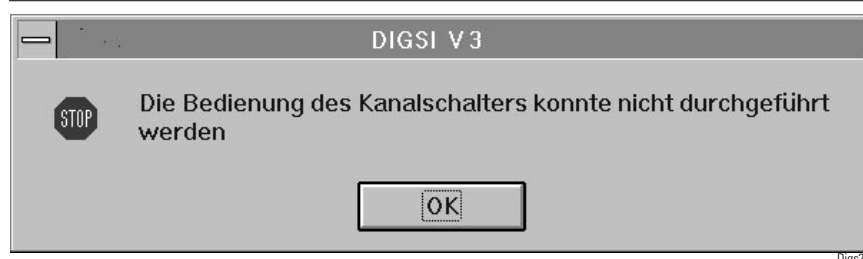 DIGSI V3
STOP
Die Bedienung des Kanalschalters konnte nicht durchgeführt
werden
OK